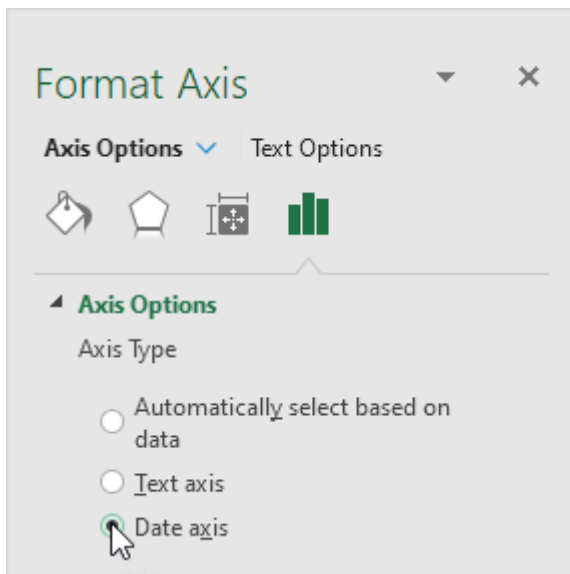 Format Axis
Axis Options Text Options
Axis Options
Axis Type
Automatically select based on
data
Text axis
Date axis